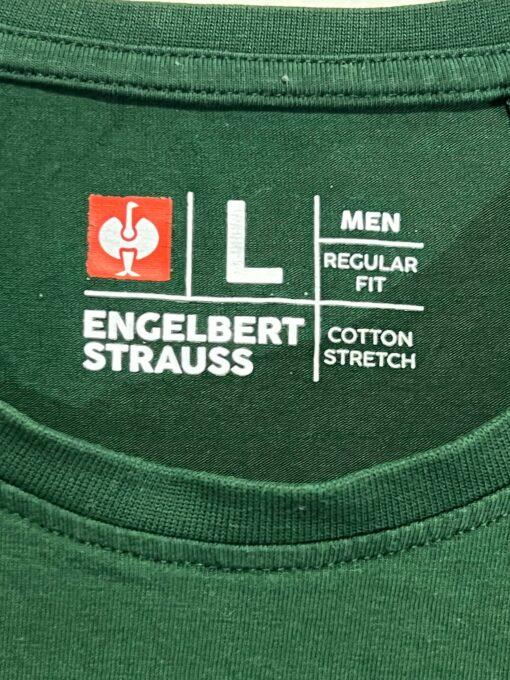 L
MEN
REGULAR
FIT
ENGELBERT
STRAUSS
COTTON
STRETCH